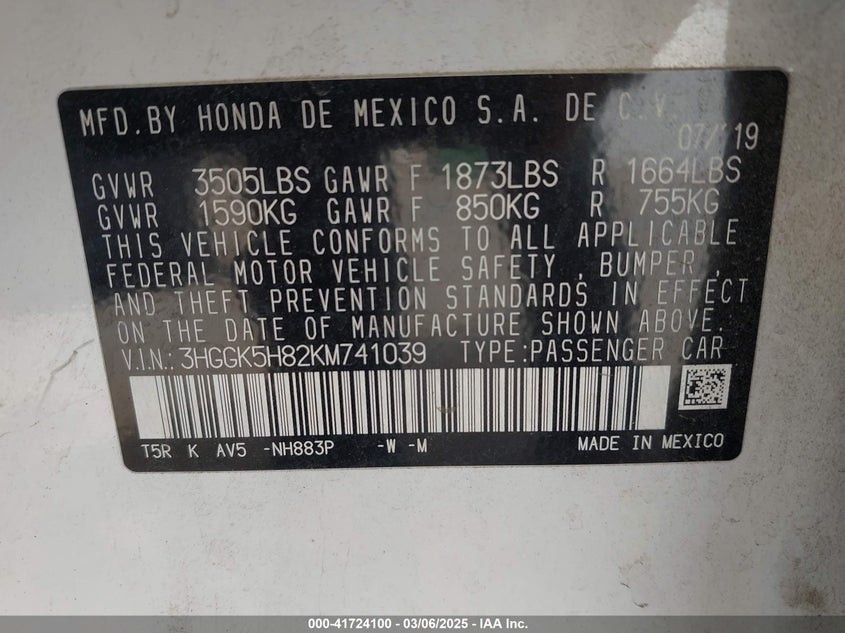 MFD.BY HONDA DE MEXICO S.A. DE C.V.
07/'19
GVWR 3505LBS GAWR F 1873LBS R 1664LBS
GVWR 1590KG GAWR F 850KG R 755KG
THIS VEHICLE CONFORMS TO ALL APPLICABLE
FEDERAL MOTOR VEHICLE SAFETY , BUMPER ,
AND THEFT PREVENTION STANDARDS IN EFFECT
ON THE DATE OF MANUFACTURE SHOWN ABOVE.
V.I.N.: 3HGGK5H82KM741039 TYPE:PASSENGER CAR
T5R K AV5 -NH883P -W -M MADE IN MEXICO
000-41724100 - 03/06/2025 - IAA Inc.